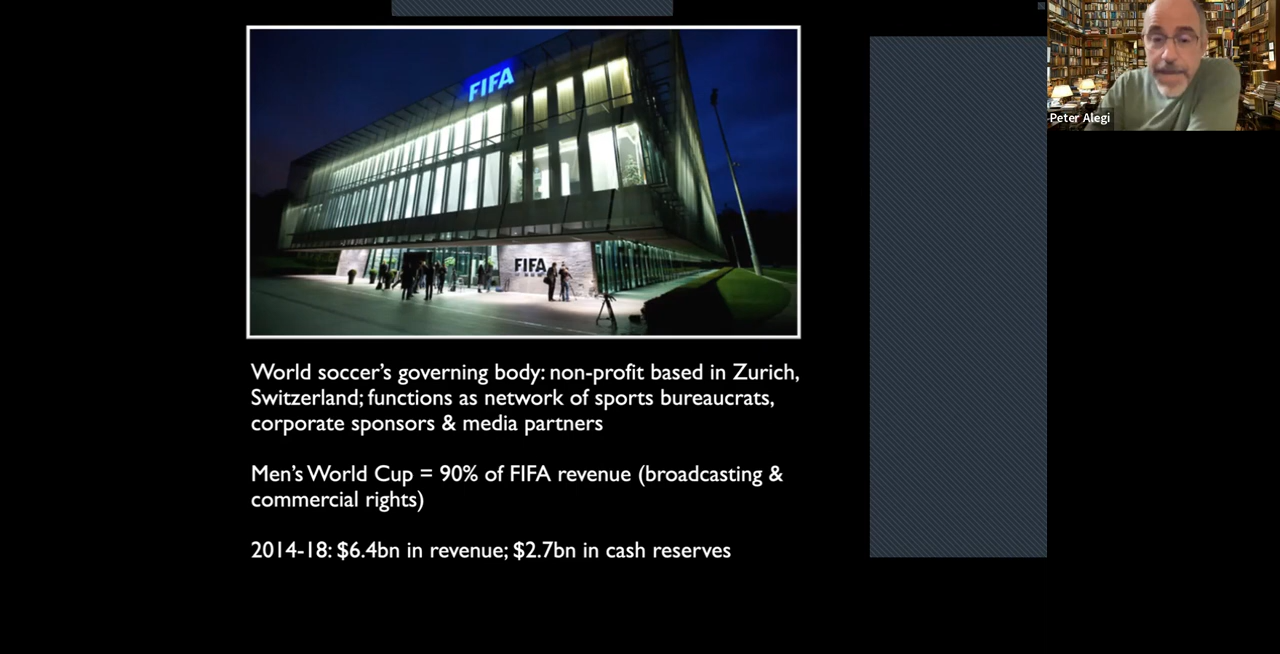 FIFA
FIFA
World soccer's governing body: non-profit based in Zurich,
Switzerland; functions as network of sports bureaucrats,
corporate sponsors & media partners
Men's World Cup = 90% of FIFA revenue (broadcasting &
commercial rights)
2014-18: $6.4bn in revenue; $2.7bn in cash reserves
Peter Alegi